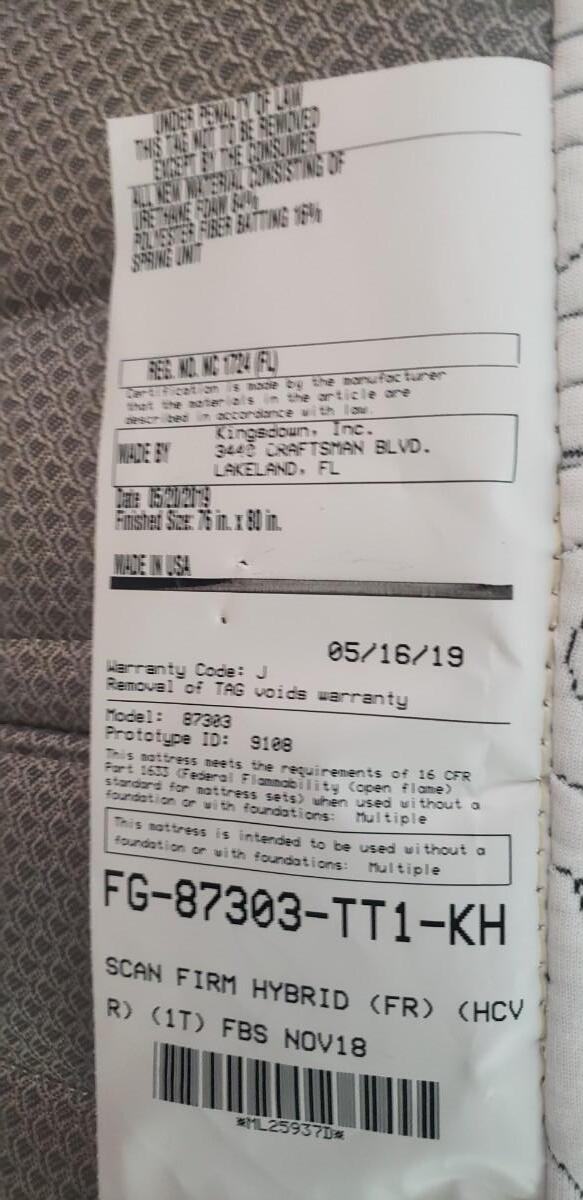 UNDER PENALTY OF LAW
THIS TAG NOT TO BE REMOVED
EXCEPT BY THE CONSUMER
ALL NEW MATERIAL CONSISTING OF
URETHANE FOAM 84%
POLYESTER FIBER BATTING 16%
SPRING UNIT
REG. NO. NC 1724 (FL)
Certification is made by the manufacturer
that the materials in the article are
described in accordance with law.
MADE BY
Kingsdown, Inc.
3440 CRAFTSMAN BLVD.
LAKELAND, FL
Date 05/20/2019
Finished Size: 76 in. x 80 in.
MADE IN USA
05/16/19
Warranty Code: J
Removal of TAG voids warranty
Model: 87303
Prototype ID: 9108
This mattress meets the requirements of 16 CFR
Part 1633 (Federal Flammability (open flame)
standard for mattress sets) when used without a
foundation or with foundations: Multiple
This mattress is intended to be used without a
foundation or with foundations: Multiple
FG-87303-TT1-KH
SCAN FIRM HYBRID (FR) (HCV
R) (1T) FBS NOV18
*ML25937D*